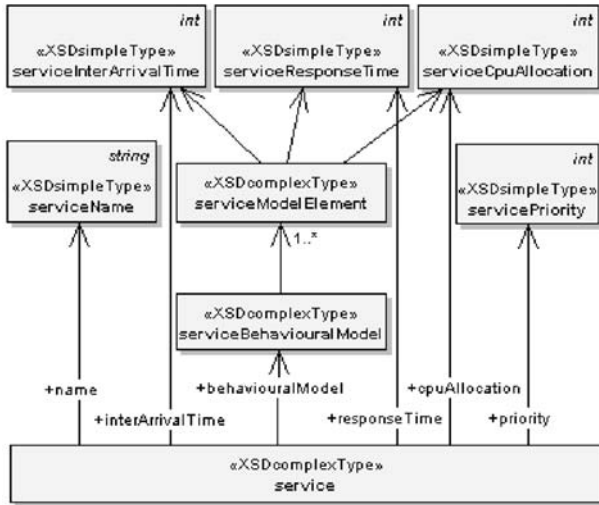 int
«XSDsimpleType»
serviceInterArrivalTime
int
«XSDsimpleType»
serviceResponseTime
int
«XSDsimpleType»
serviceCpuAllocation
string
«XSDsimpleType»
serviceName
«XSDcomplexType»
serviceModelElement
int
«XSDsimpleType»
servicePriority
1..*
«XSDcomplexType»
serviceBehaviouralModel
+name
+behaviouralModel
+cpuAllocation
+interArrivalTime
+responseTime
+priority
«XSDcomplexType»
service